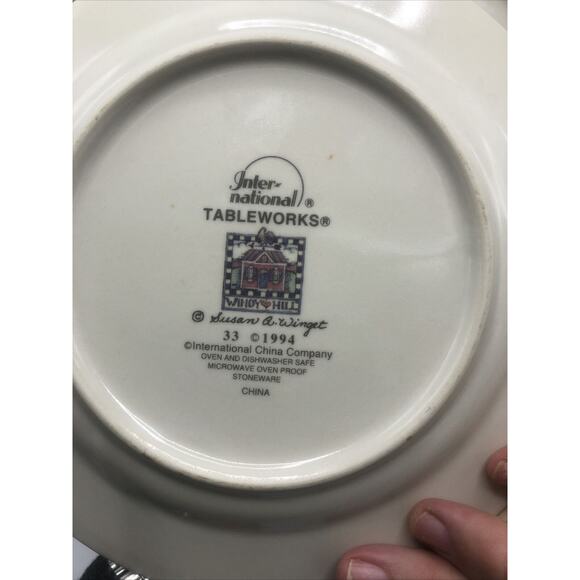 Inter-
national®
TABLEWORKS®
WINDY HILL
© Susan A. Winget
33 ©1994
©International China Company
OVEN AND DISHWASHER SAFE
MICROWAVE OVEN PROOF
STONEWARE
CHINA